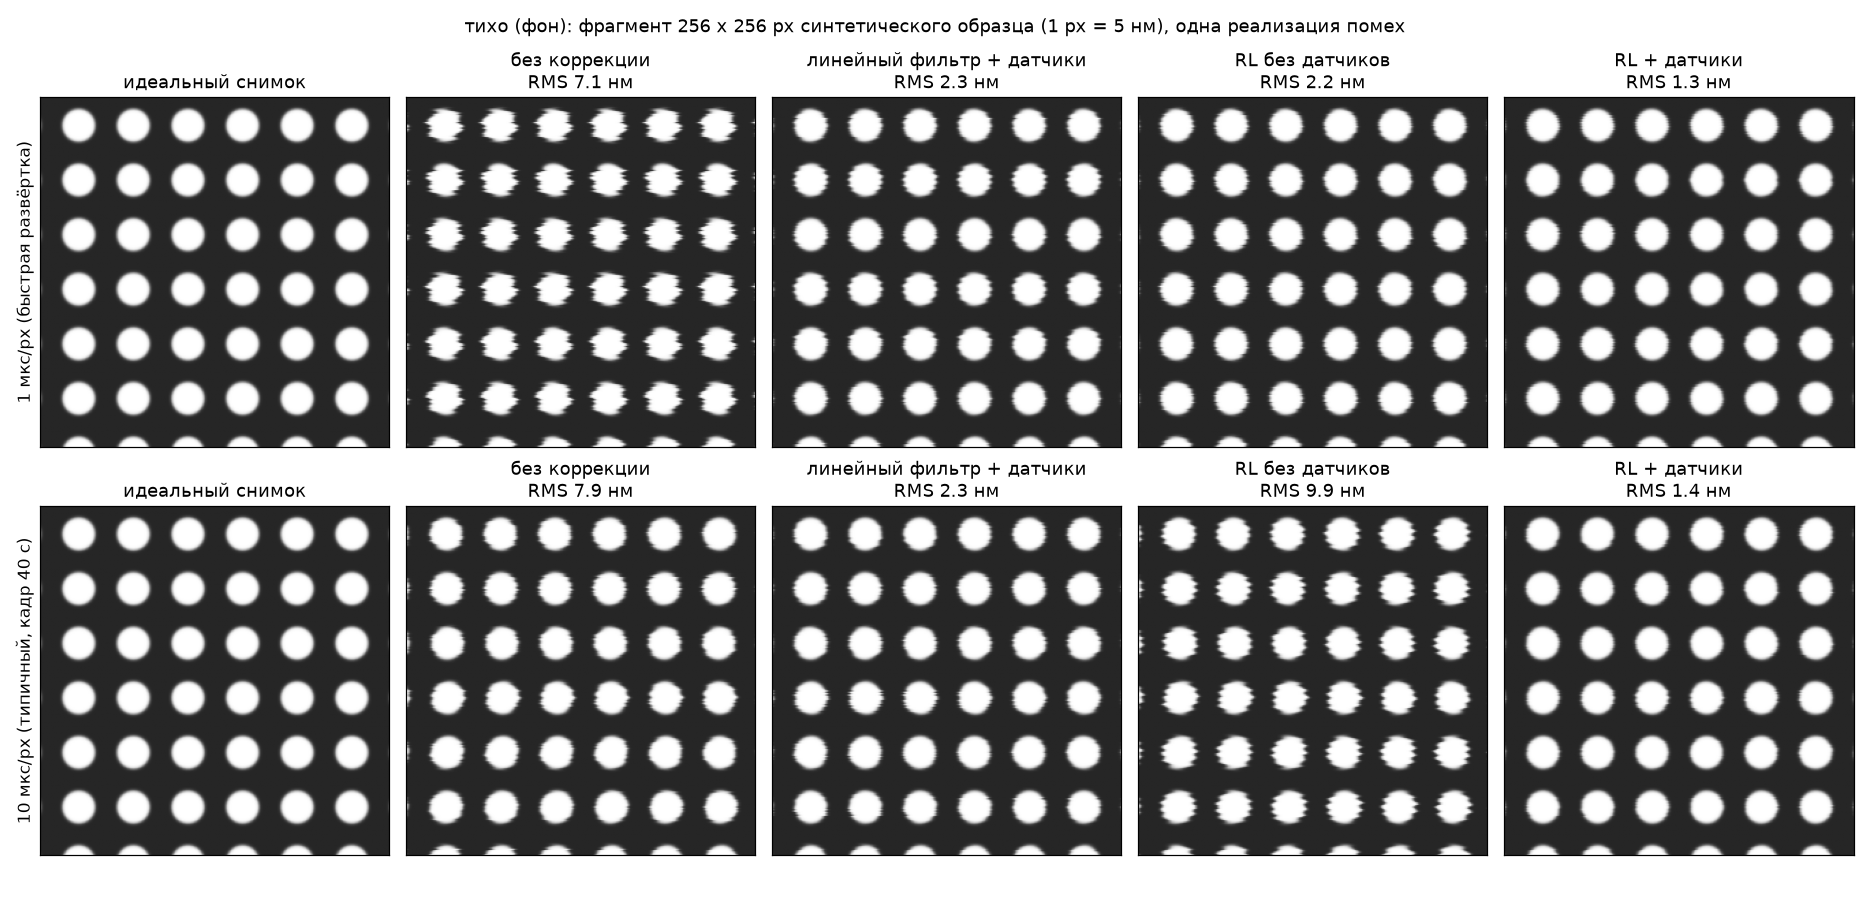 тихо (фон): фрагмент 256 x 256 px синтетического образца (1 px = 5 нм), одна реализация помех
идеальный снимок
без коррекции
RMS 7.1 нм
линейный фильтр + датчики
RMS 2.3 нм
RL без датчиков
RMS 2.2 нм
RL + датчики
RMS 1.3 нм
1 мкс/px (быстрая развёртка)
идеальный снимок
без коррекции
RMS 7.9 нм
линейный фильтр + датчики
RMS 2.3 нм
RL без датчиков
RMS 9.9 нм
RL + датчики
RMS 1.4 нм
10 мкс/px (типичный, кадр 40 с)